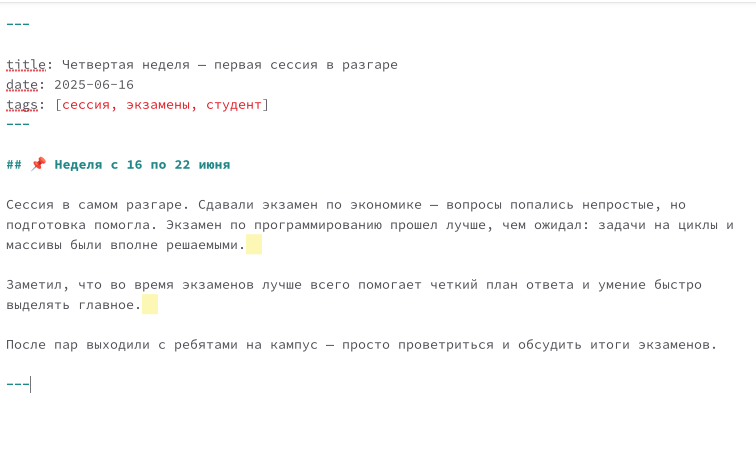 ---
title: Четвертая неделя — первая сессия в разгаре
date: 2025-06-16
tags: [сессия, экзамены, студент]
---
## 📌 Неделя с 16 по 22 июня
Сессия в самом разгаре. Сдавали экзамен по экономике — вопросы попались непростые, но
подготовка помогла. Экзамен по программированию прошел лучше, чем ожидал: задачи на циклы и
массивы были вполне решаемыми.
Заметил, что во время экзаменов лучше всего помогает четкий план ответа и умение быстро
выделять главное.
После пар выходили с ребятами на кампус — просто проветриться и обсудить итоги экзаменов.
---